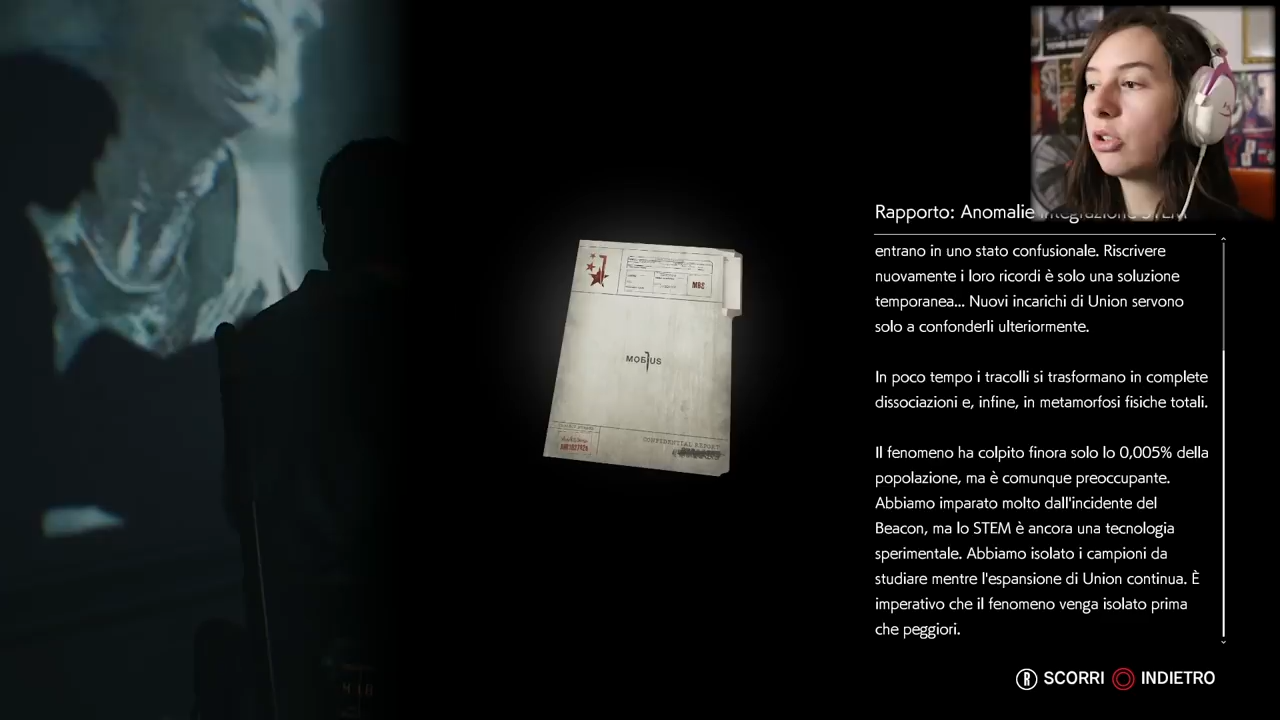 Rapporto: Anomalie integrazione STEM
entrano in uno stato confusionale. Riscrivere
nuovamente i loro ricordi è solo una soluzione
temporanea... Nuovi incarichi di Union servono
solo a confonderli ulteriormente.
In poco tempo i tracolli si trasformano in complete
dissociazioni e, infine, in metamorfosi fisiche totali.
Il fenomeno ha colpito finora solo lo 0,005% della
popolazione, ma è comunque preoccupante.
Abbiamo imparato molto dall'incidente del
Beacon, ma lo STEM è ancora una tecnologia
sperimentale. Abbiamo isolato i campioni da
studiare mentre l'espansione di Union continua. È
imperativo che il fenomeno venga isolato prima
che peggiori.
MBS
MOBIUS
CONFIDENTIAL REPORT
R SCORRI INDIETRO